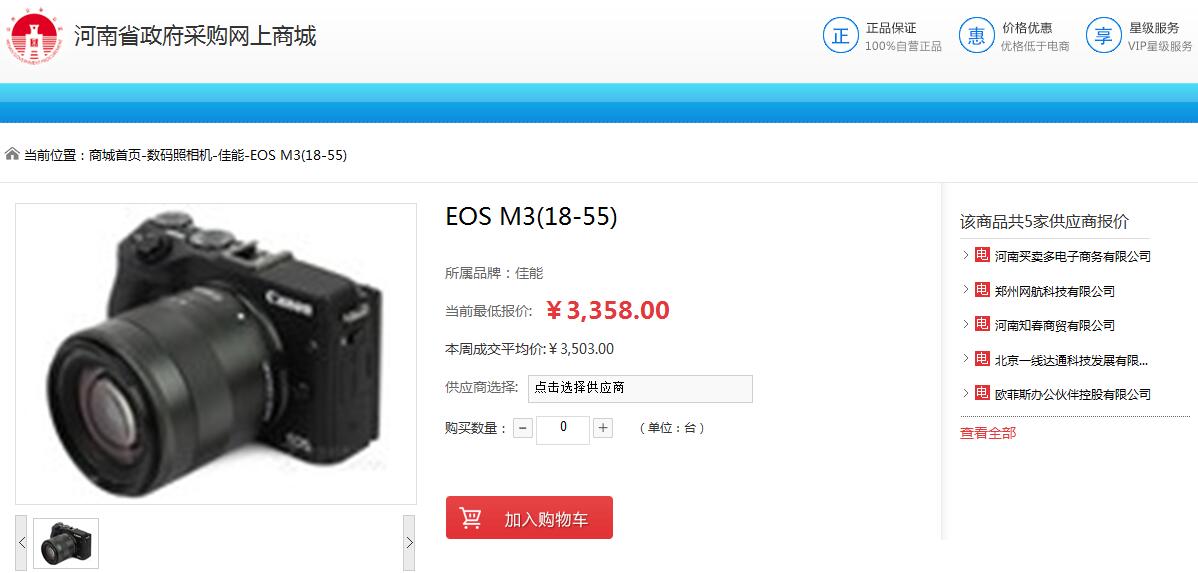 河南省政府采购网上商城
正 正品保证
100%自营正品
惠 价格优惠
优格低于电商
享 星级服务
VIP星级服务
当前位置：商城首页-数码照相机-佳能-EOS M3(18-55)
Canon
EOS
EOS M3(18-55)
所属品牌：佳能
当前最低报价: ￥3,358.00
本周成交平均价:￥3,503.00
供应商选择: 点击选择供应商
购买数量： - 0 + （单位：台）
加入购物车
该商品共5家供应商报价
电 河南买卖多电子商务有限公司
电 郑州网航科技有限公司
电 河南知春商贸有限公司
电 北京一线达通科技发展有限...
电 欧菲斯办公伙伴控股有限公司
查看全部